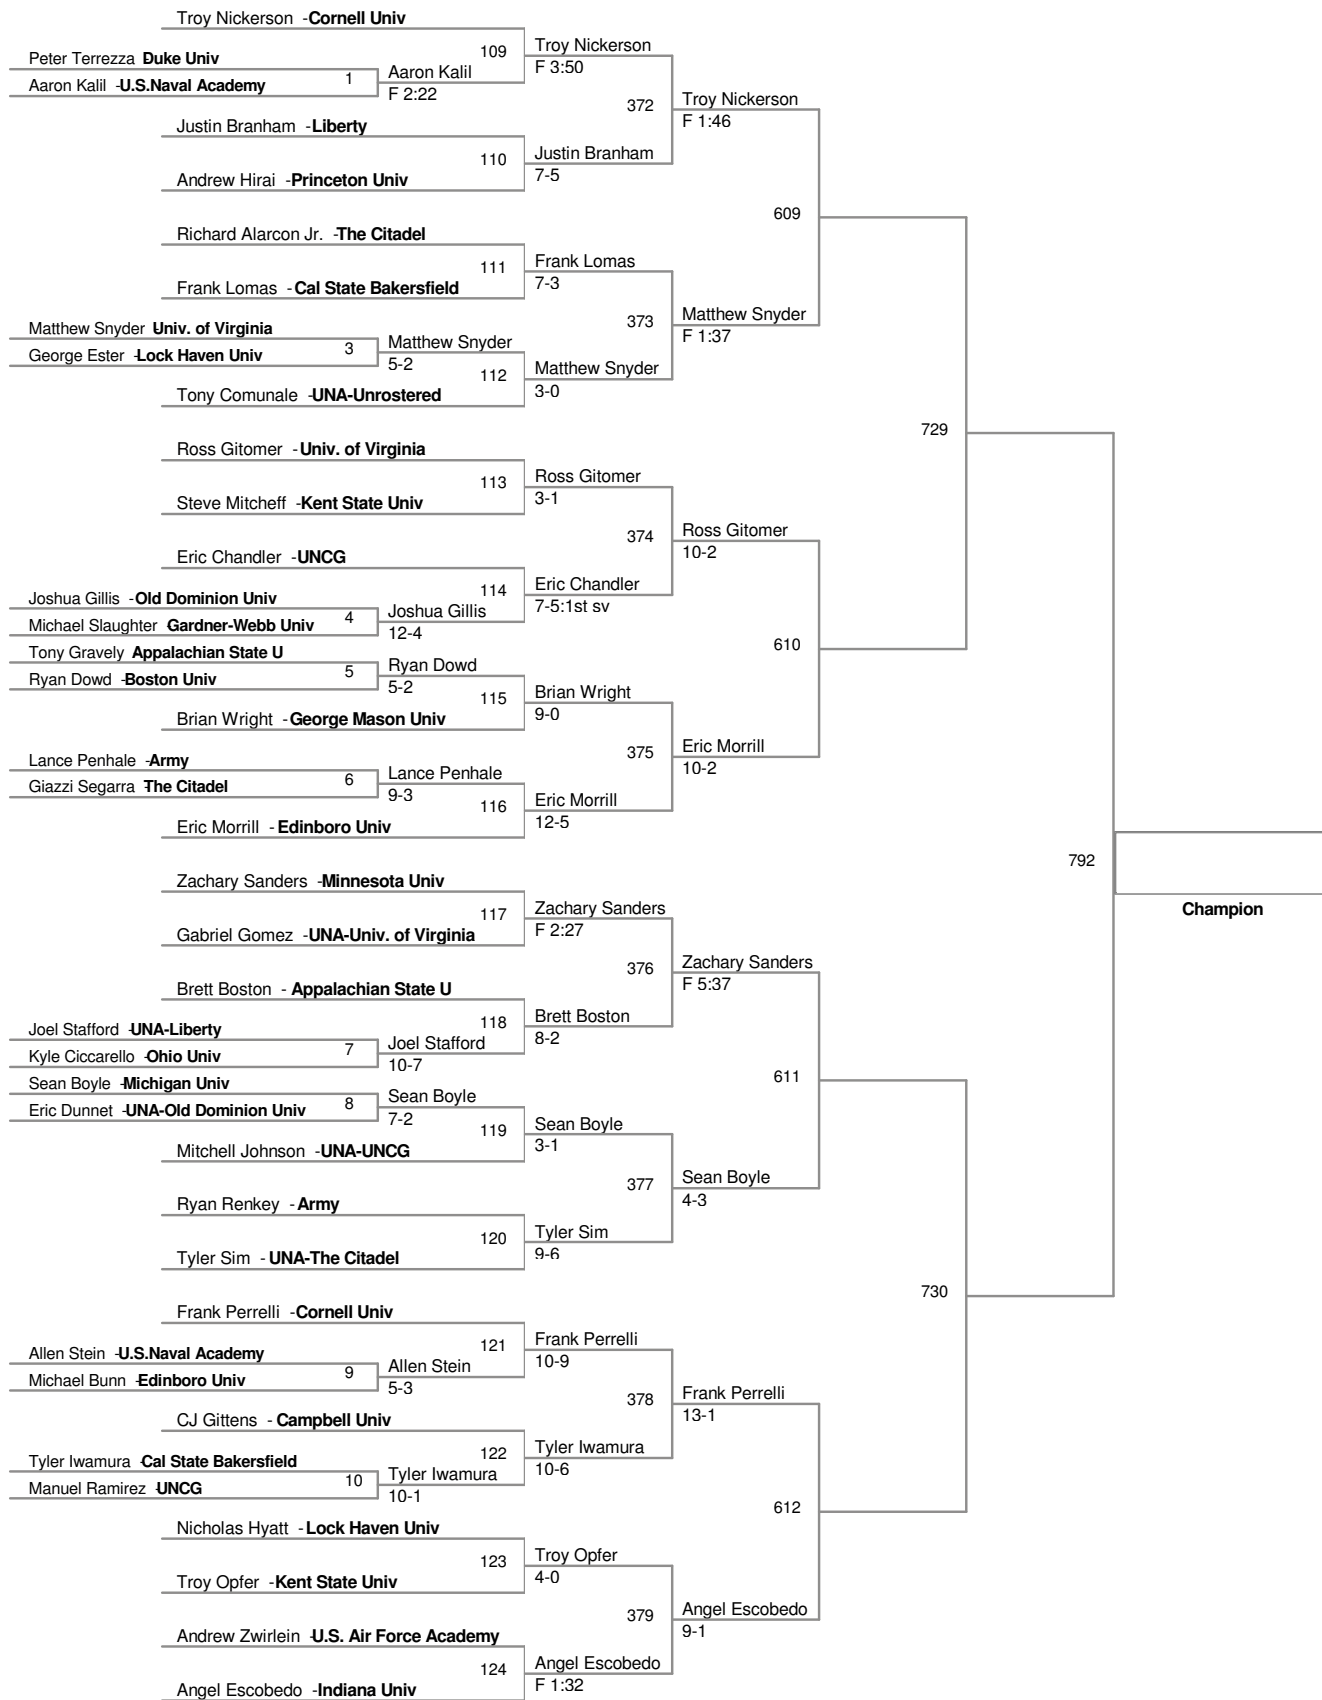 Troy Nickerson - Cornell Univ
109
Troy Nickerson
F 3:50
Peter Terrezza Duke Univ
1
Aaron Kalil
F 2:22
Aaron Kalil -U.S.Naval Academy
372
Troy Nickerson
F 1:46
Justin Branham - Liberty
110
Justin Branham
7-5
Andrew Hirai - Princeton Univ
609
Richard Alarcon Jr. - The Citadel
111
Frank Lomas
7-3
Frank Lomas - Cal State Bakersfield
373
Matthew Snyder
F 1:37
Matthew Snyder Univ. of Virginia
3
Matthew Snyder
5-2
George Ester - Lock Haven Univ
112
Matthew Snyder
3-0
Tony Comunale - UNA-Unrostered
729
Ross Gitomer - Univ. of Virginia
113
Ross Gitomer
3-1
Steve Mitcheff - Kent State Univ
374
Ross Gitomer
10-2
Eric Chandler - UNCG
114
Eric Chandler
7-5:1st sv
Joshua Gillis - Old Dominion Univ
4
Joshua Gillis
12-4
Michael Slaughter Gardner-Webb Univ
610
Tony Gravely Appalachian State U
5
Ryan Dowd
5-2
Ryan Dowd - Boston Univ
115
Brian Wright
9-0
Brian Wright - George Mason Univ
375
Eric Morrill
10-2
Lance Penhale - Army
6
Lance Penhale
9-3
Giazzi Segarra The Citadel
116
Eric Morrill
12-5
Eric Morrill - Edinboro Univ
792
Champion
Zachary Sanders - Minnesota Univ
117
Zachary Sanders
F 2:27
Gabriel Gomez - UNA-Univ. of Virginia
376
Zachary Sanders
F 5:37
Brett Boston - Appalachian State U
118
Brett Boston
8-2
Joel Stafford - UNA-Liberty
7
Joel Stafford
10-7
Kyle Ciccarello - Ohio Univ
611
Sean Boyle - Michigan Univ
8
Sean Boyle
7-2
Eric Dunnet - UNA-Old Dominion Univ
119
Sean Boyle
3-1
Mitchell Johnson - UNA-UNCG
377
Sean Boyle
4-3
Ryan Renkey - Army
120
Tyler Sim
9-6
Tyler Sim - UNA-The Citadel
730
Frank Perrelli - Cornell Univ
121
Frank Perrelli
10-9
Allen Stein - U.S.Naval Academy
9
Allen Stein
5-3
Michael Bunn - Edinboro Univ
378
Frank Perrelli
13-1
CJ Gittens - Campbell Univ
122
Tyler Iwamura
10-6
Tyler Iwamura - Cal State Bakersfield
10
Tyler Iwamura
10-1
Manuel Ramirez - UNCG
612
Nicholas Hyatt - Lock Haven Univ
123
Troy Opfer
4-0
Troy Opfer - Kent State Univ
379
Angel Escobedo
9-1
Andrew Zwirlein U.S. Air Force Academy
124
Angel Escobedo
F 1:32
Angel Escobedo - Indiana Univ